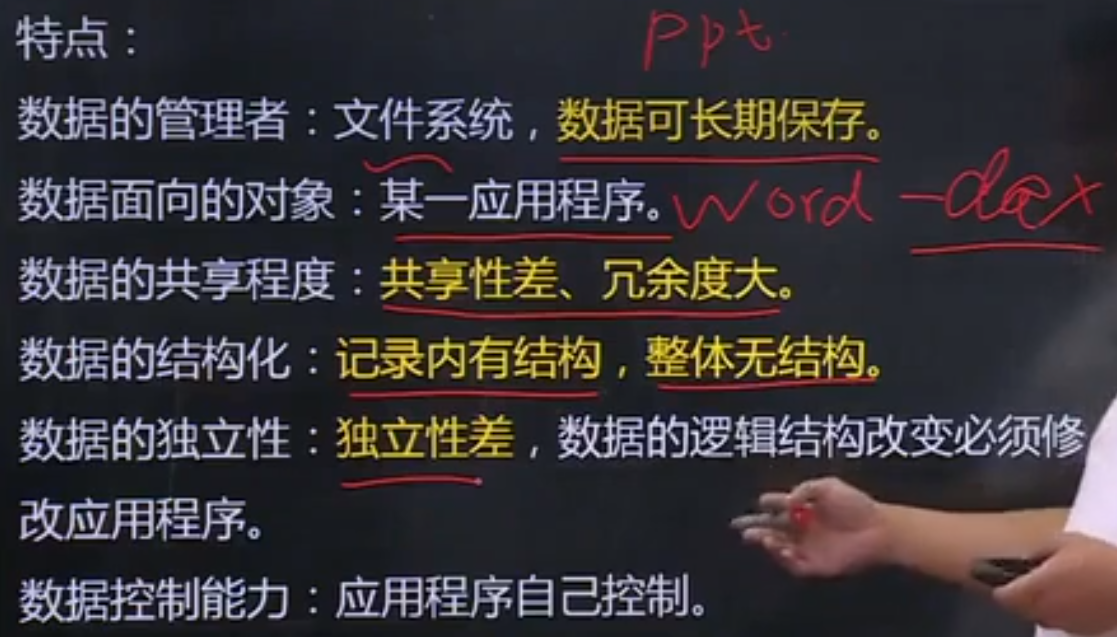 特点：
ppt.
数据的管理者：文件系统，数据可长期保存。
数据面向的对象：某一应用程序。
word -docx
数据的共享程度：共享性差、冗余度大。
数据的结构化：记录内有结构，整体无结构。
数据的独立性：独立性差，数据的逻辑结构改变必须修
改应用程序。
数据控制能力：应用程序自己控制。